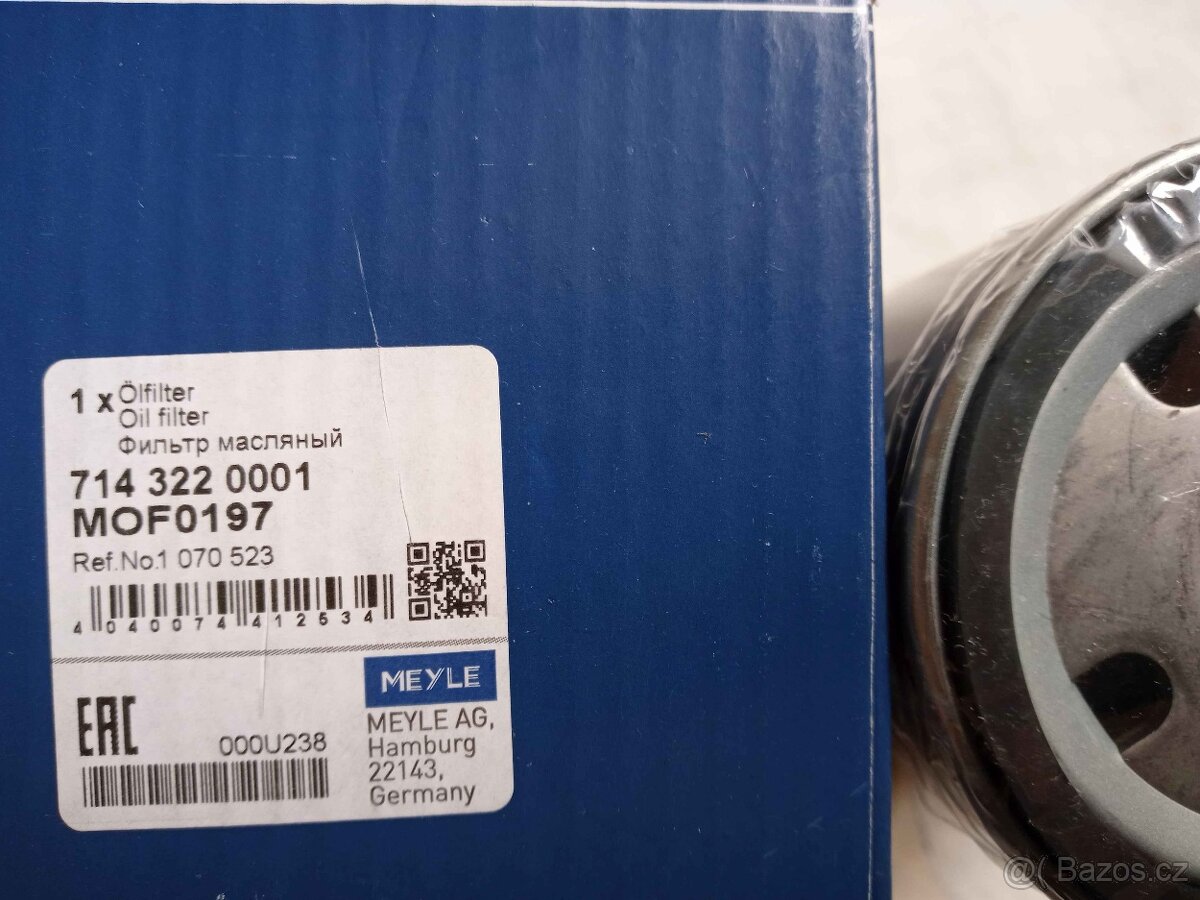 1 x Ölfilter
Oil filter
Фильтр масляный
714 322 0001
MOF0197
Ref.No.1 070 523
4 040074 412534
EAC
000U238
MEYLE
MEYLE AG,
Hamburg
22143,
Germany
@( Bazos.cz